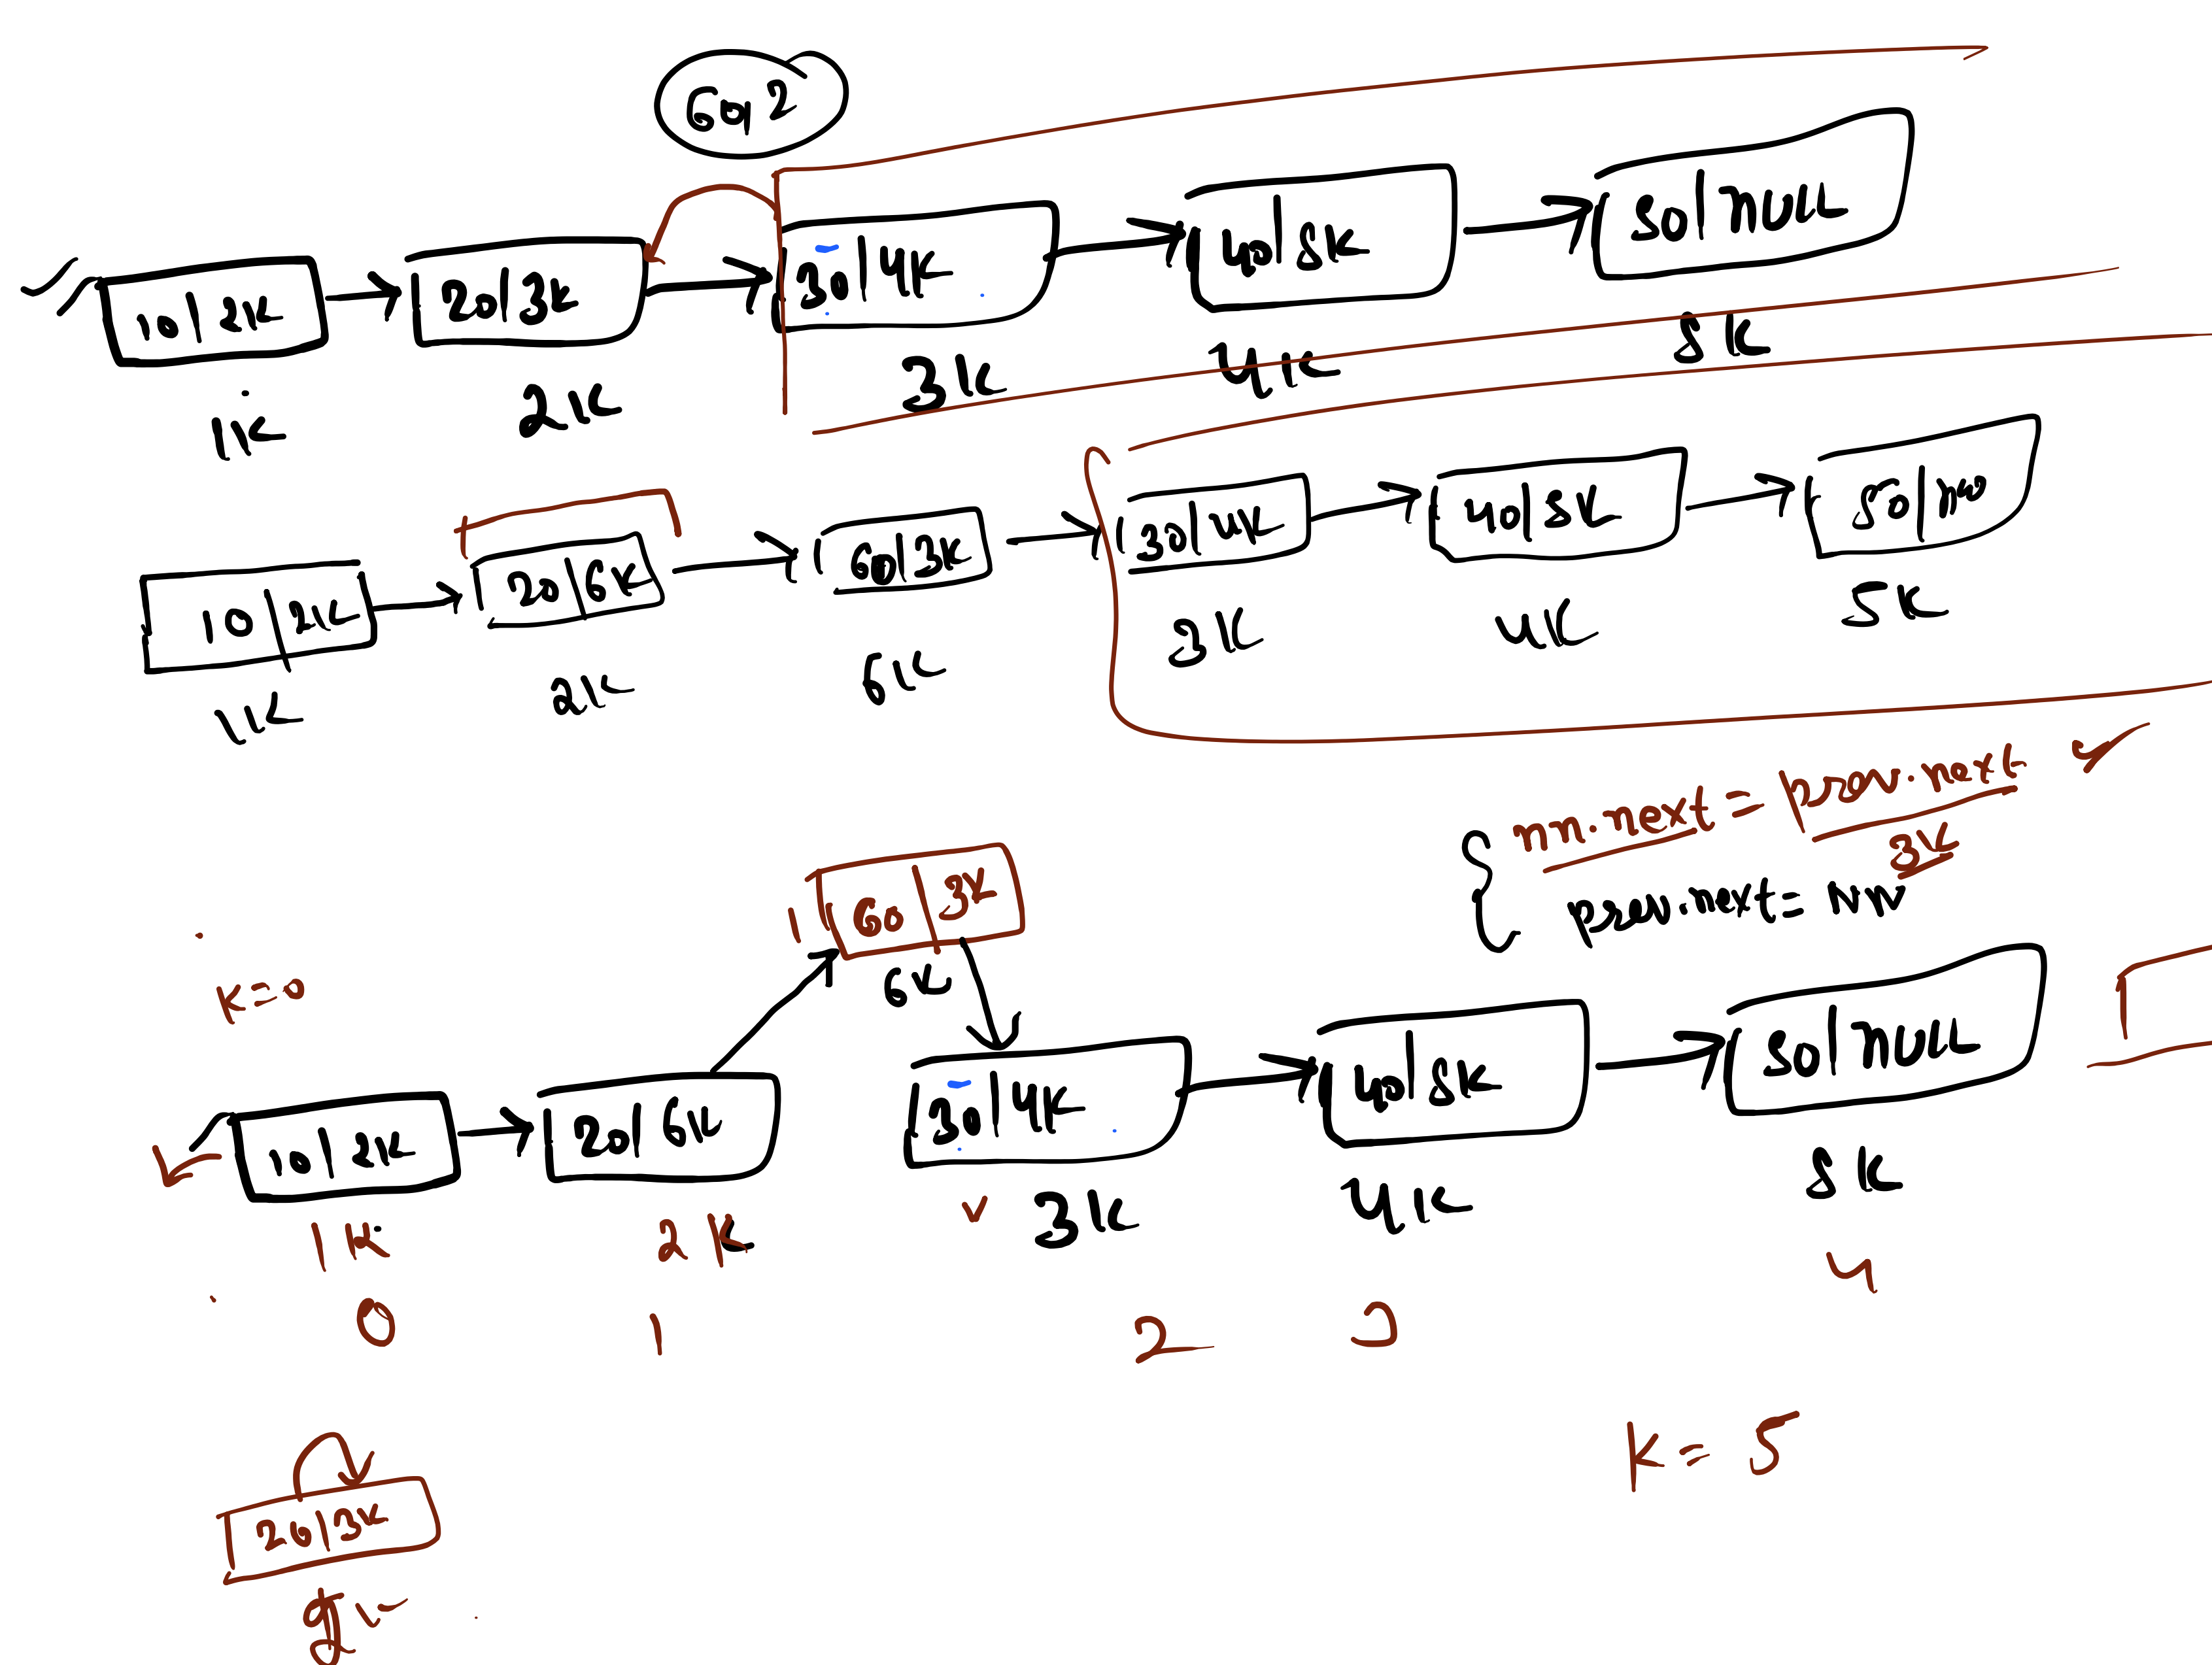 60, 2
10 | 2K
20 | 3K
30 | 4K
40 | 5K
50 | NULL
1K
2K
3K
4K
5K
10 | 2K
20 | 6K
60 | 3K
30 | 4K
40 | 5K
1K
2K
6K
3K
4K
5K
nn.next = prev.next
3K
prev.next = NN
60 | 3K
6K
K=0
10 | 2K
20 | 6K
30 | 4K
40 | 5K
50 | NULL
1K
2K
3K
4K
5K
0
1
2
3
4
K = 5
20 | 3K